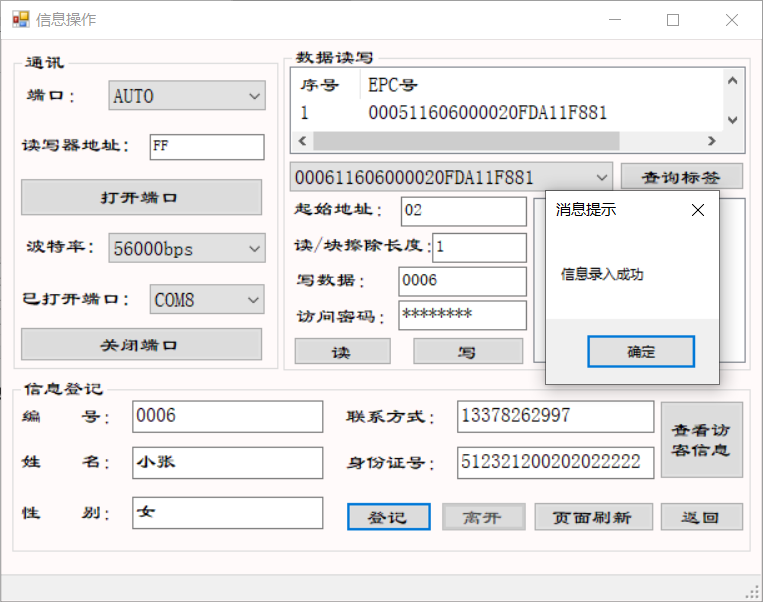 信息操作
通讯
端口: AUTO
读写器地址: FF
打开端口
波特率: 56000bps
已打开端口: COM8
关闭端口
数据读写
序号 EPC号
1 000511606000020FDA11F881
000611606000020FDA11F881 查询标签
起始地址: 02
读/块擦除长度: 1
写数据: 0006
访问密码: ********
读 写
消息提示
信息录入成功
确定
信息登记
编 号: 0006 联系方式: 13378262997
姓 名: 小张 身份证号: 512321200202022222
性 别: 女
查看访
客信息
登记 离开 页面刷新 返回